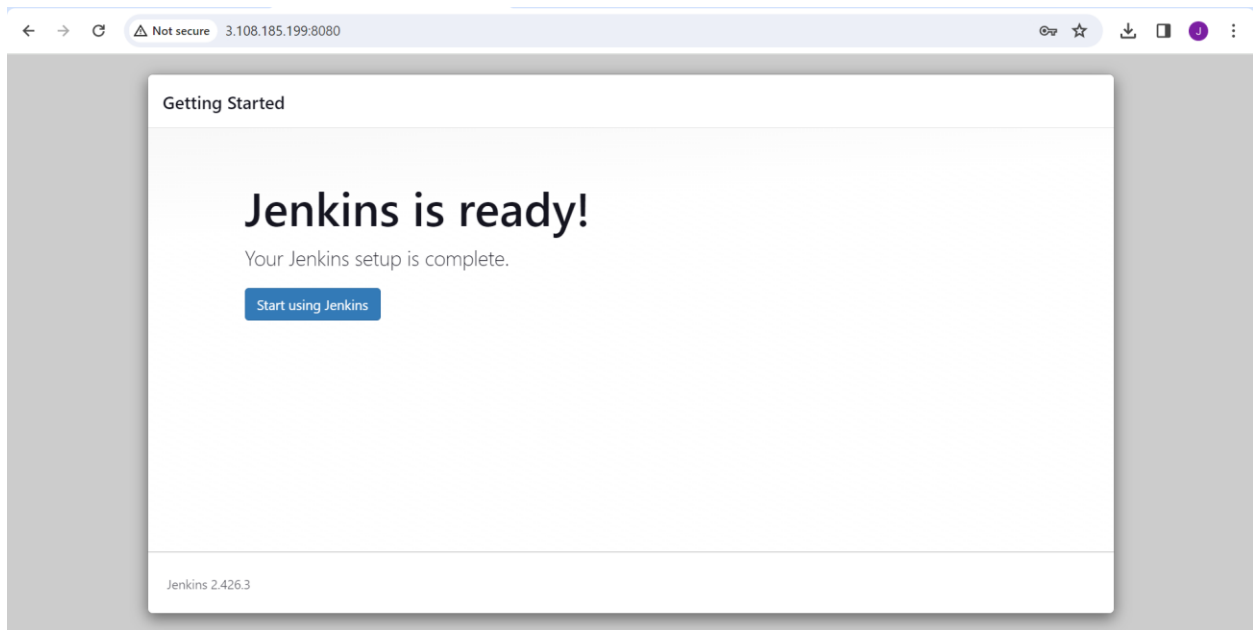 Not secure 3.108.185.199:8080
J
Getting Started
Jenkins is ready!
Your Jenkins setup is complete.
Start using Jenkins
Jenkins 2.426.3